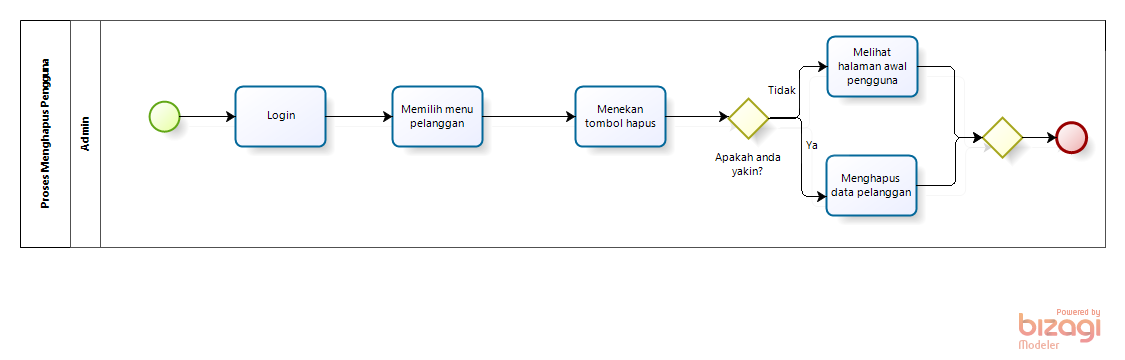 Proses Menghapus Pengguna
Admin
Login
Memilih menu
pelanggan
Menekan
tombol hapus
Apakah anda
yakin?
Tidak
Ya
Melihat
halaman awal
pengguna
Menghapus
data pelanggan
Powered by
bizagi
Modeler